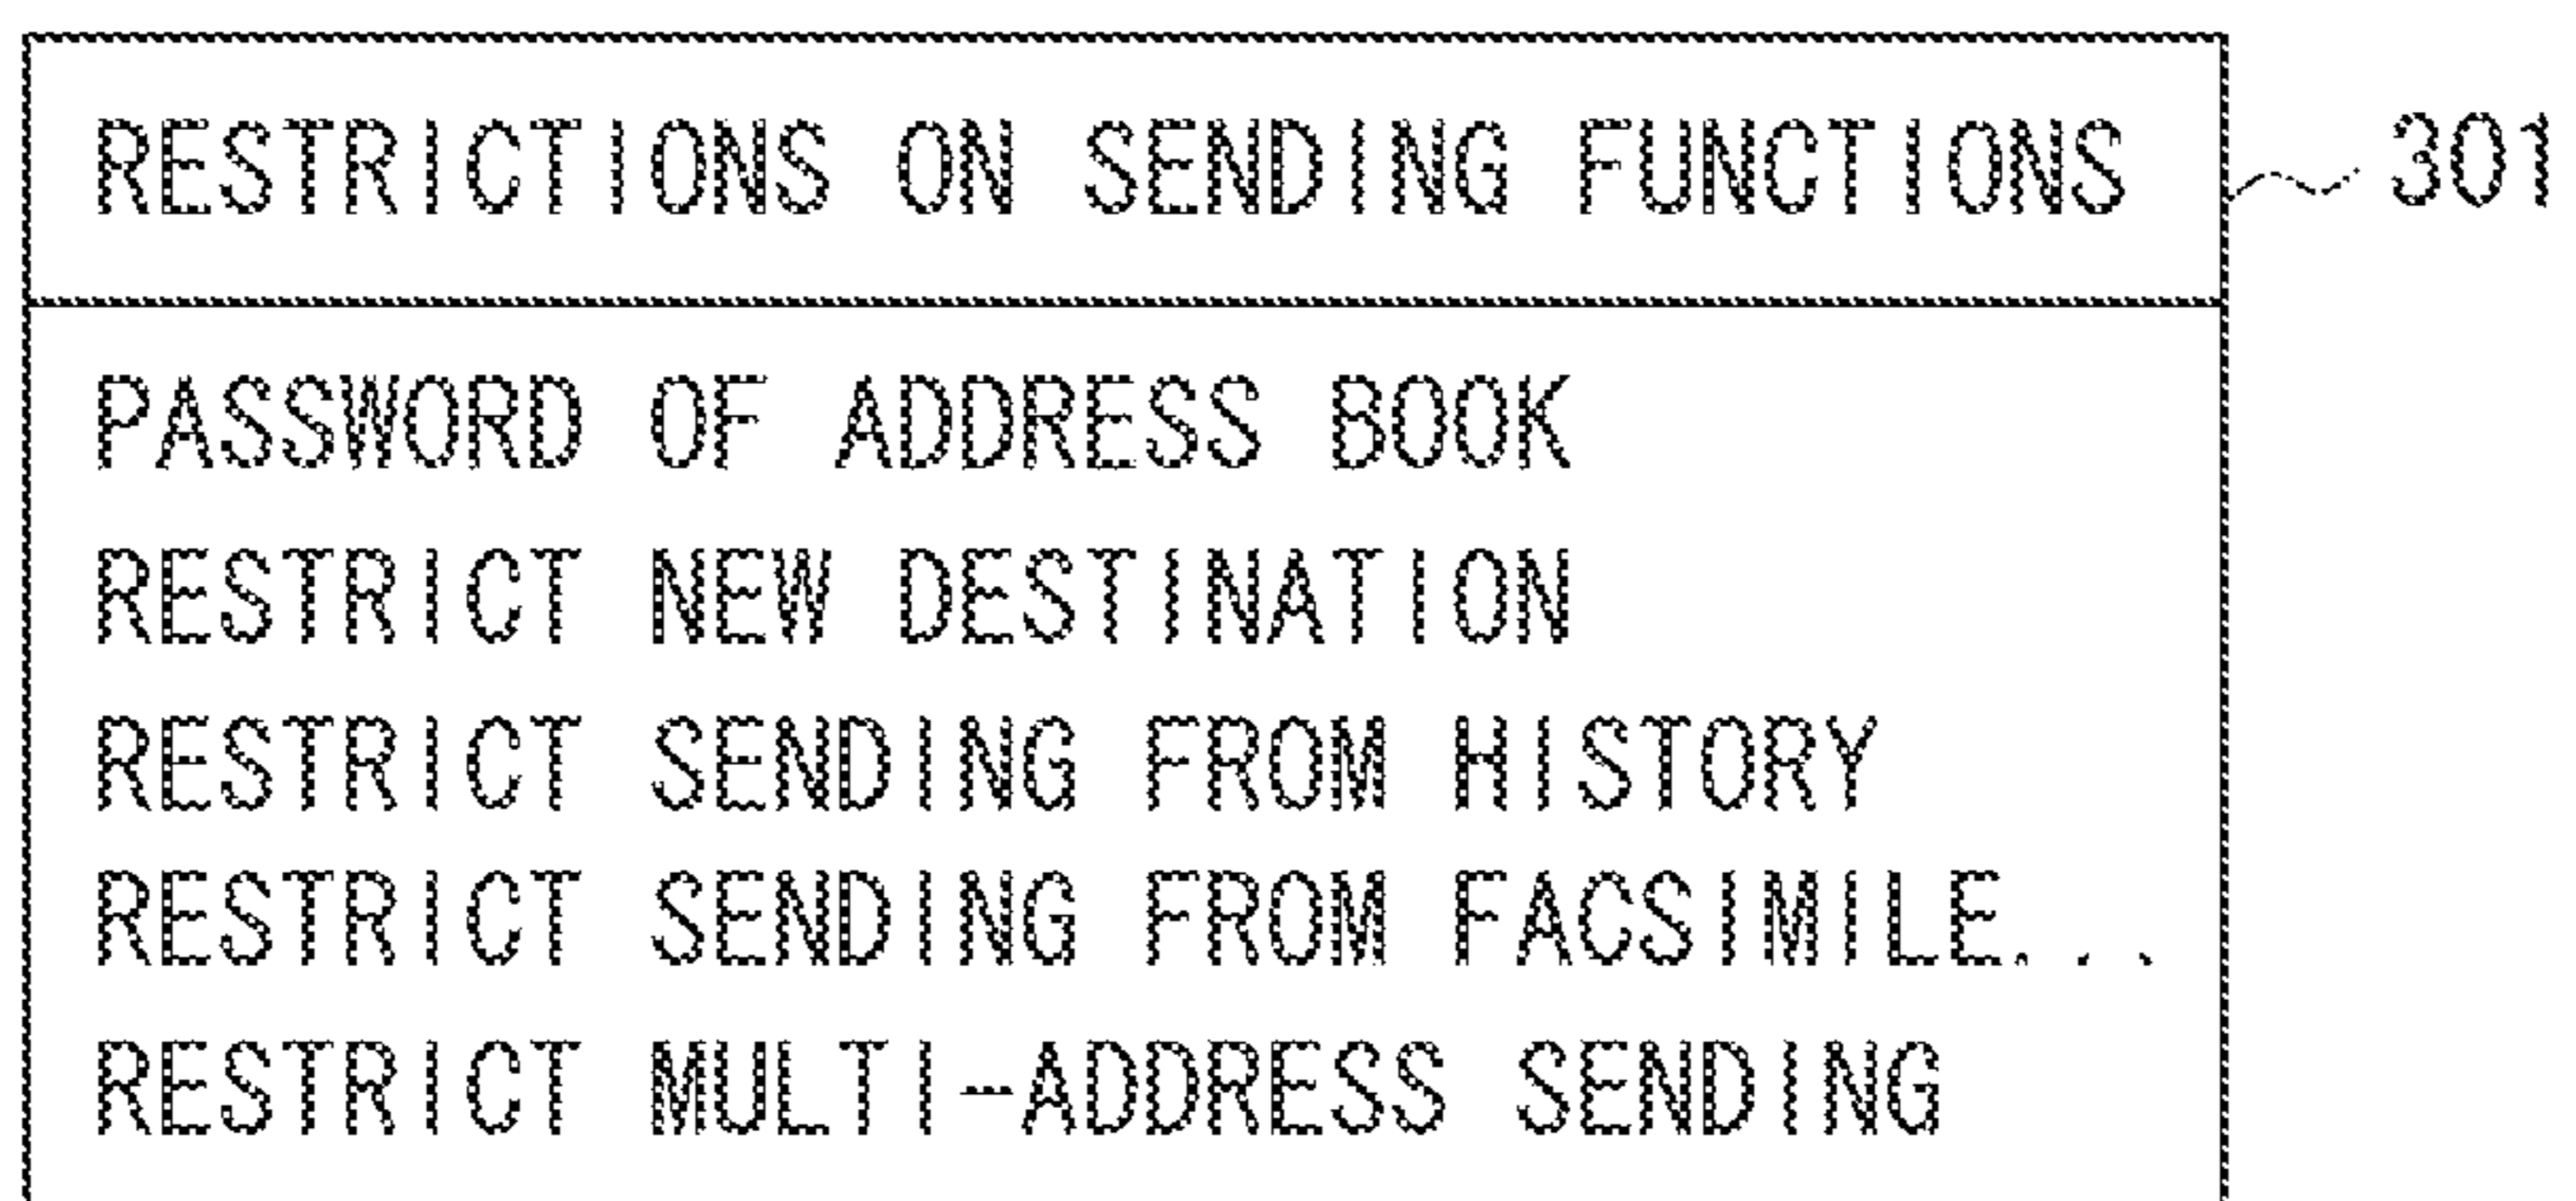 RESTRICTIONS ON SENDING FUNCTIONS 301
PASSWORD OF ADDRESS BOOK
RESTRICT NEW DESTINATION
RESTRICT SENDING FROM HISTORY
RESTRICT SENDING FROM FACSIMILE...
RESTRICT MULTI-ADDRESS SENDING